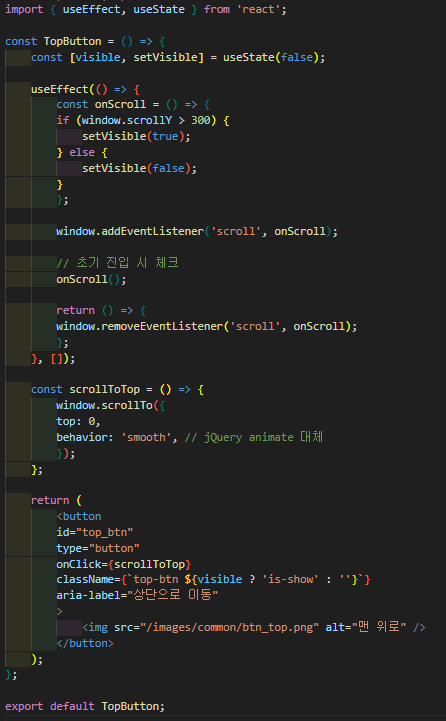 import { useEffect, useState } from 'react';

const TopButton = () => {
    const [visible, setVisible] = useState(false);

    useEffect(() => {
        const onScroll = () => {
        if (window.scrollY > 300) {
            setVisible(true);
        } else {
            setVisible(false);
        }
        };

        window.addEventListener('scroll', onScroll);

        // 초기 진입 시 체크
        onScroll();

        return () => {
        window.removeEventListener('scroll', onScroll);
        };
    }, []);

    const scrollToTop = () => {
        window.scrollTo({
        top: 0,
        behavior: 'smooth', // jQuery animate 대체
        });
    };

    return (
        <button
        id="top_btn"
        type="button"
        onClick={scrollToTop}
        className={`top-btn ${visible ? 'is-show' : ''}`}
        aria-label="상단으로 이동"
        >
            <img src="/images/common/btn_top.png" alt="맨 위로" />
        </button>
    );
};

export default TopButton;